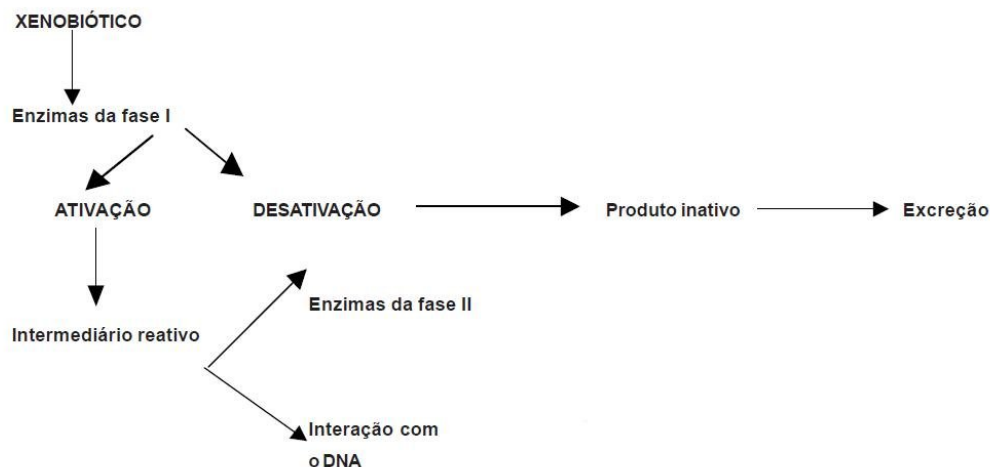 XENOBIÓTICO
Enzimas da fase I
ATIVAÇÃO
DESATIVAÇÃO
Produto inativo
Excreção
Enzimas da fase II
Intermediário reativo
Interação com
o DNA